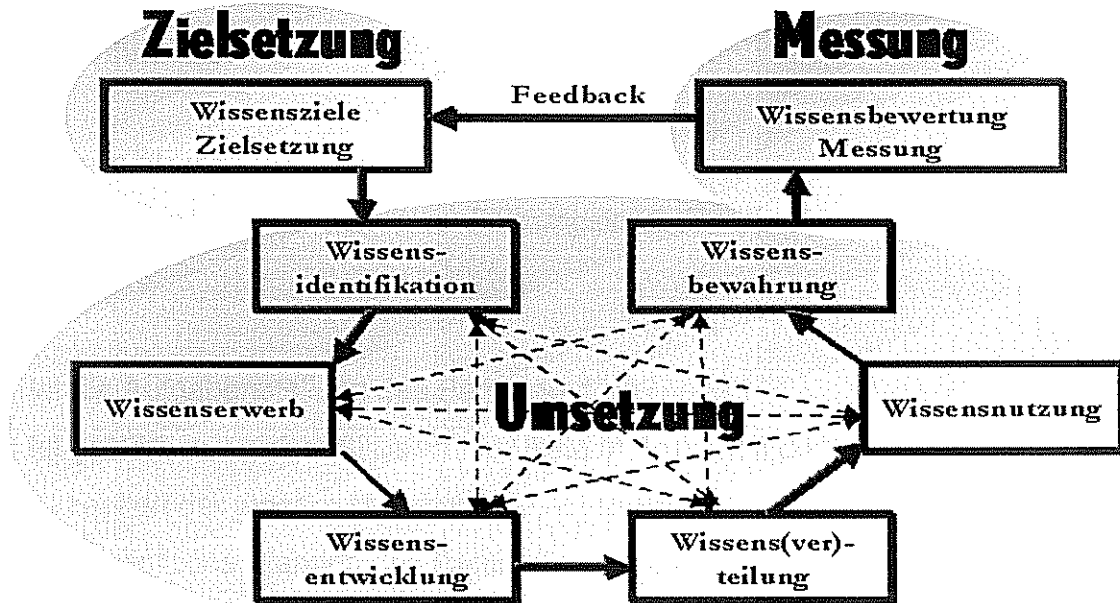 Zielsetzung
Messung
Wissensziele
Zielsetzung
Feedback
Wissensbewertung
Messung
Wissens-
identifikation
Wissens-
bewahrung
Wissenserwerb
Umsetzung
Wissensnutzung
Wissens-
entwicklung
Wissens(ver)-
teilung